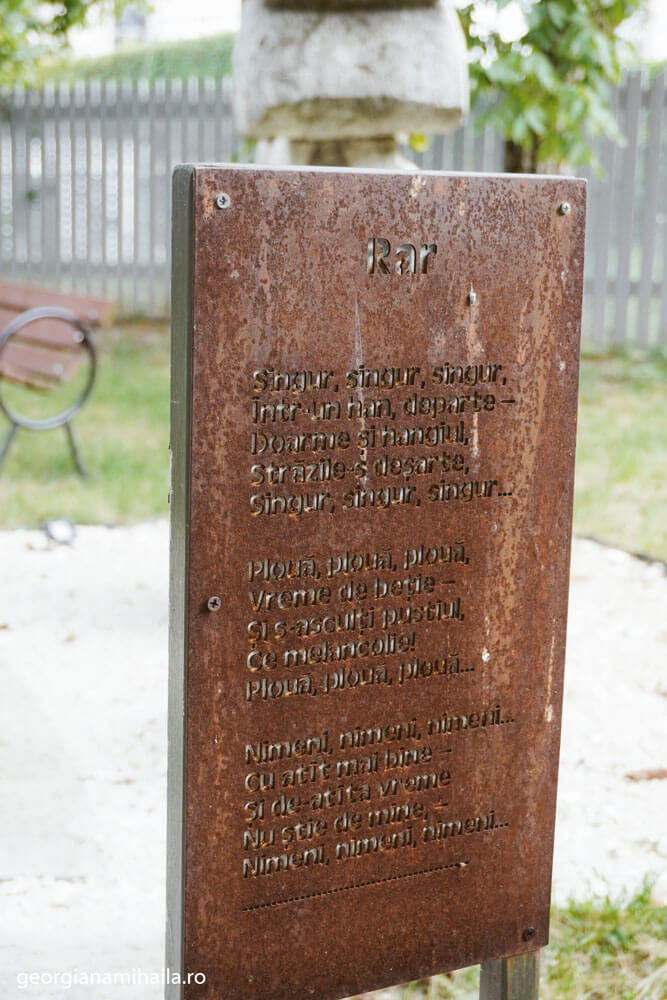 Rar
Singur, singur, singur,
Într-un han, departe –
Doarme și hangiul,
Străzile-s deșarte,
Singur, singur, singur...
Plouă, plouă, plouă,
Vreme de beție –
Și s-asculți pustiul,
Ce melancolie!
Plouă, plouă, plouă...
Nimeni, nimeni, nimeni...
Cu atît mai bine –
Și de-atîta vreme
Nu știe de mine, –
Nimeni, nimeni, nimeni...
georgianamihaila.ro